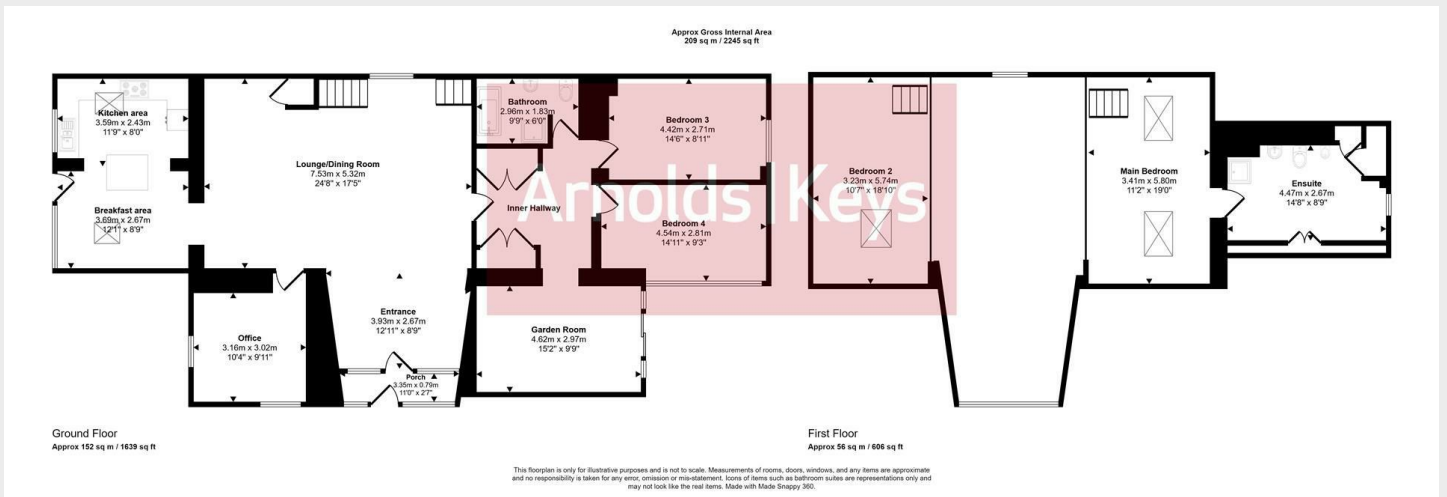 Approx Gross Internal Area
209 sq m / 2245 sq ft
Kitchen area
3.59m x 2.43m
11'9" x 8'0"
Breakfast area
3.69m x 2.67m
12'1" x 8'9"
Lounge/Dining Room
7.53m x 5.32m
24'8" x 17'5"
Bathroom
2.96m x 1.83m
9'9" x 6'0"
Bedroom 3
4.42m x 2.71m
14'6" x 8'11"
Arnolds | Keys
Inner Hallway
Bedroom 4
4.54m x 2.81m
14'11" x 9'3"
Entrance
3.93m x 2.67m
12'11" x 8'9"
Office
3.16m x 3.02m
10'4" x 9'11"
Porch
3.35m x 0.79m
11'0" x 2'7"
Garden Room
4.62m x 2.97m
15'2" x 9'9"
Bedroom 2
3.23m x 5.74m
10'7" x 18'10"
Main Bedroom
3.41m x 5.80m
11'2" x 19'0"
Ensuite
4.47m x 2.67m
14'8" x 8'9"
Ground Floor
Approx 152 sq m / 1639 sq ft
First Floor
Approx 56 sq m / 606 sq ft
This floorplan is only for illustrative purposes and is not to scale. Measurements of rooms, doors, windows, and any items are approximate
and no responsibility is taken for any error, omission or mis-statement. Icons of items such as bathroom suites are representations only and
may not look like the real items. Made with Made Snappy 360.